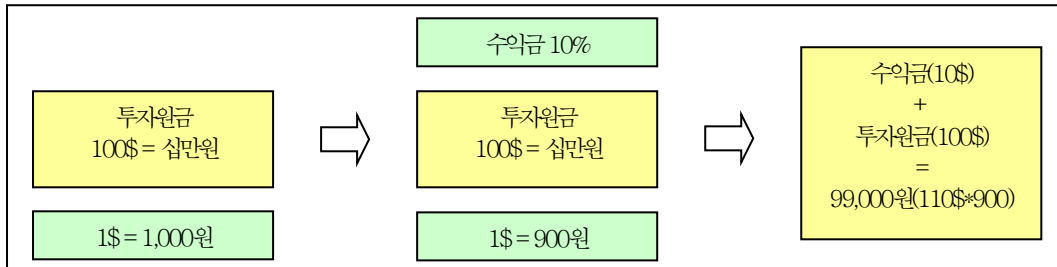 투자원금
100$ = 십만원
1$ = 1,000원
수익금 10%
투자원금
100$ = 십만원
1$ = 900원
수익금(10$)
+
투자원금(100$)
=
99,000원(110$*900)